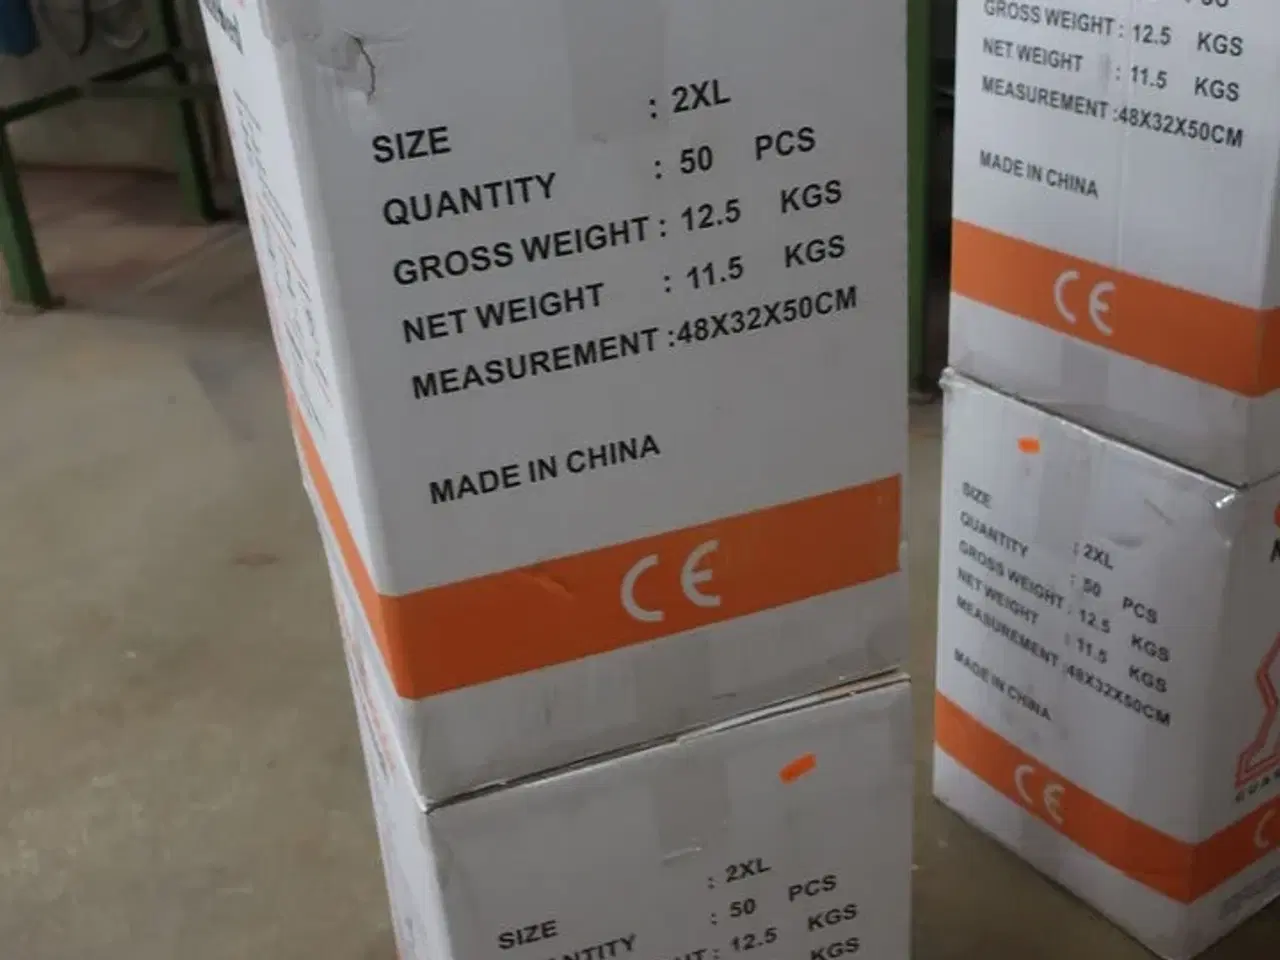 SIZE : 2XL
QUANTITY : 50 PCS
GROSS WEIGHT : 12.5 KGS
NET WEIGHT : 11.5 KGS
MEASUREMENT :48X32X50CM
MADE IN CHINA
CE
SIZE : 2XL
: 50 PCS
: 12.5 KGS
KGS
GROSS WEIGHT : 12.5 KGS
NET WEIGHT : 11.5 KGS
MEASUREMENT :48X32X50CM
MADE IN CHINA
CE
SIZE : 2XL
QUANTITY : 50 PCS
GROSS WEIGHT : 12.5 KGS
NET WEIGHT : 11.5 KGS
MEASUREMENT :48X32X50CM
MADE IN CHINA
CE